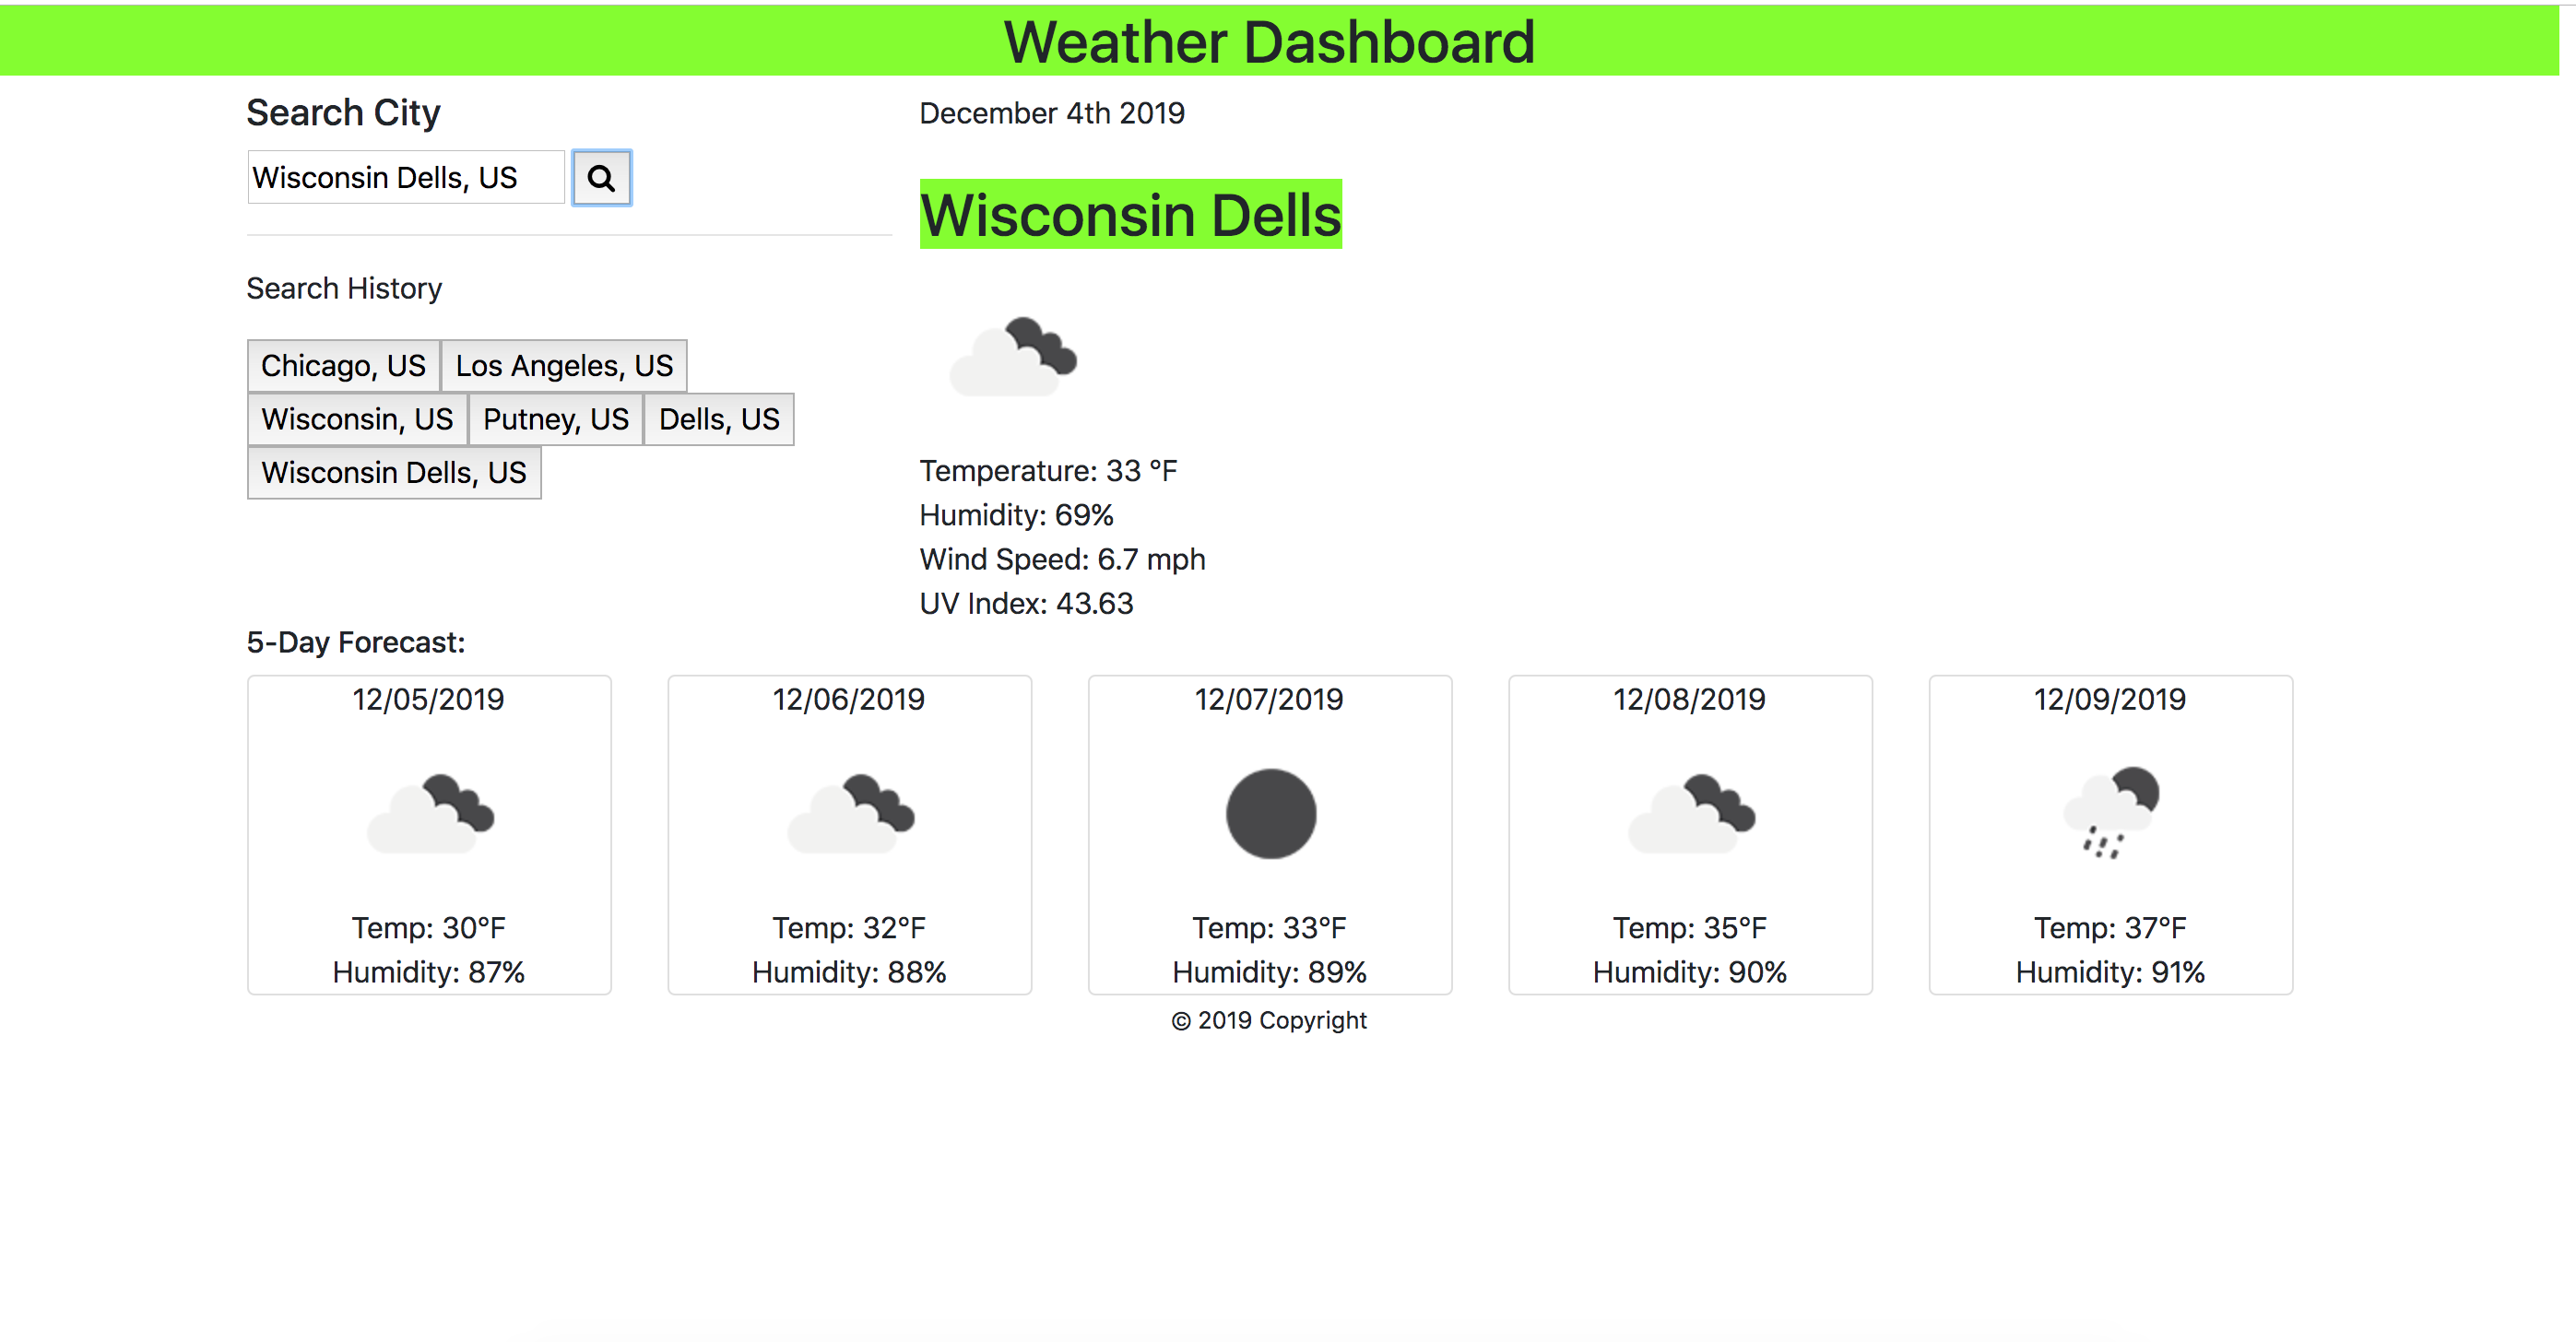 Weather Dashboard
Search City
Wisconsin Dells, US
Search History
Chicago, US Los Angeles, US
Wisconsin, US Putney, US Dells, US
Wisconsin Dells, US
December 4th 2019
Wisconsin Dells
Temperature: 33 °F
Humidity: 69%
Wind Speed: 6.7 mph
UV Index: 43.63
5-Day Forecast:
12/05/2019
Temp: 30°F
Humidity: 87%
12/06/2019
Temp: 32°F
Humidity: 88%
12/07/2019
Temp: 33°F
Humidity: 89%
12/08/2019
Temp: 35°F
Humidity: 90%
12/09/2019
Temp: 37°F
Humidity: 91%
© 2019 Copyright